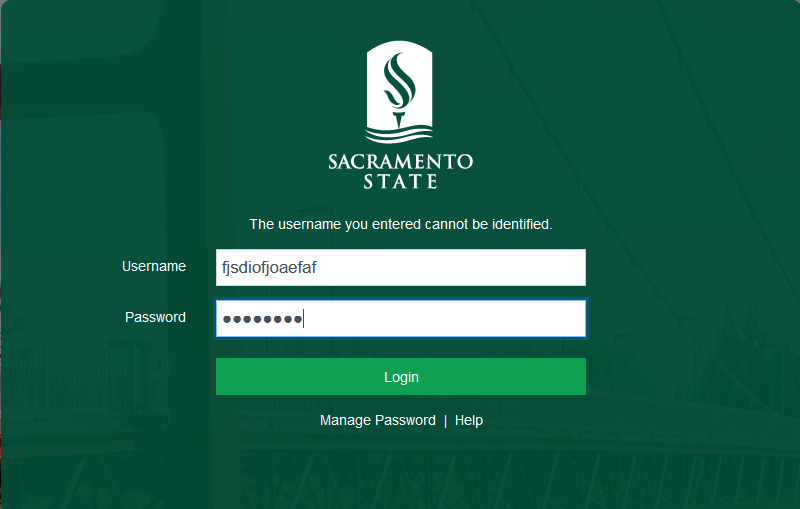 SACRAMENTO
STATE
The username you entered cannot be identified.
Username
fjsdiofjoaefaf
Password
●●●●●●●●
Login
Manage Password | Help